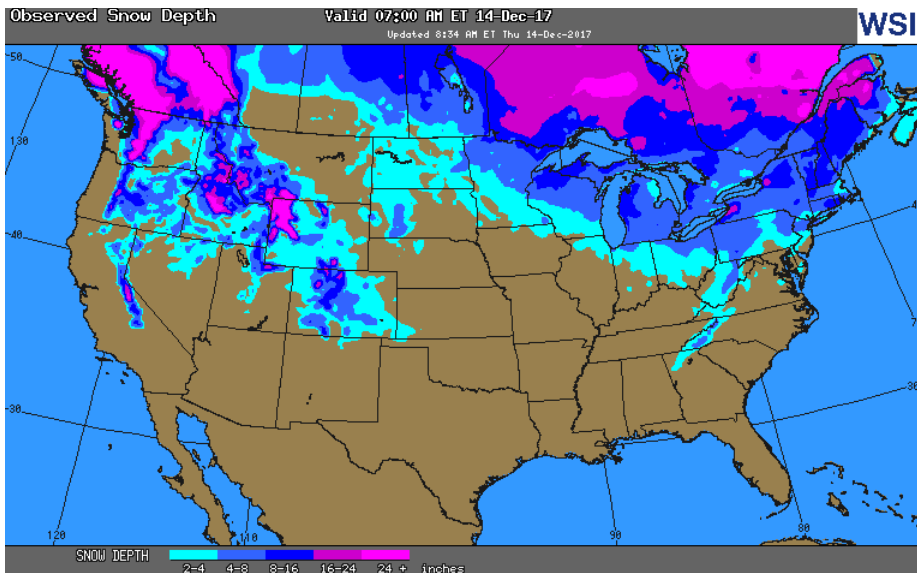 Observed Snow Depth Valid 07:00 AM ET 14-Dec-17
Updated 8:34 AM ET Thu 14-Dec-2017
WSI
50
130
40
30
30
120
110
90
80
SNOW DEPTH
2-4 4-8 8-16 16-24 24 + inches